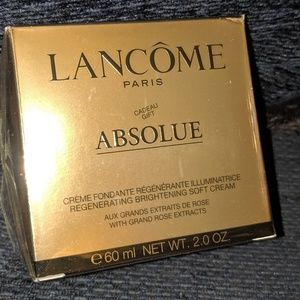 LANCÔME
PARIS
CADEAU
GIFT
ABSOLUE
CRÈME FONDANTE RÉGÉNÉRANTE ILLUMINATRICE
REGENERATING BRIGHTENING SOFT CREAM
AUX GRANDS EXTRAITS DE ROSE
WITH GRAND ROSE EXTRACTS
℮ 60 ml NET WT. 2.0 OZ.